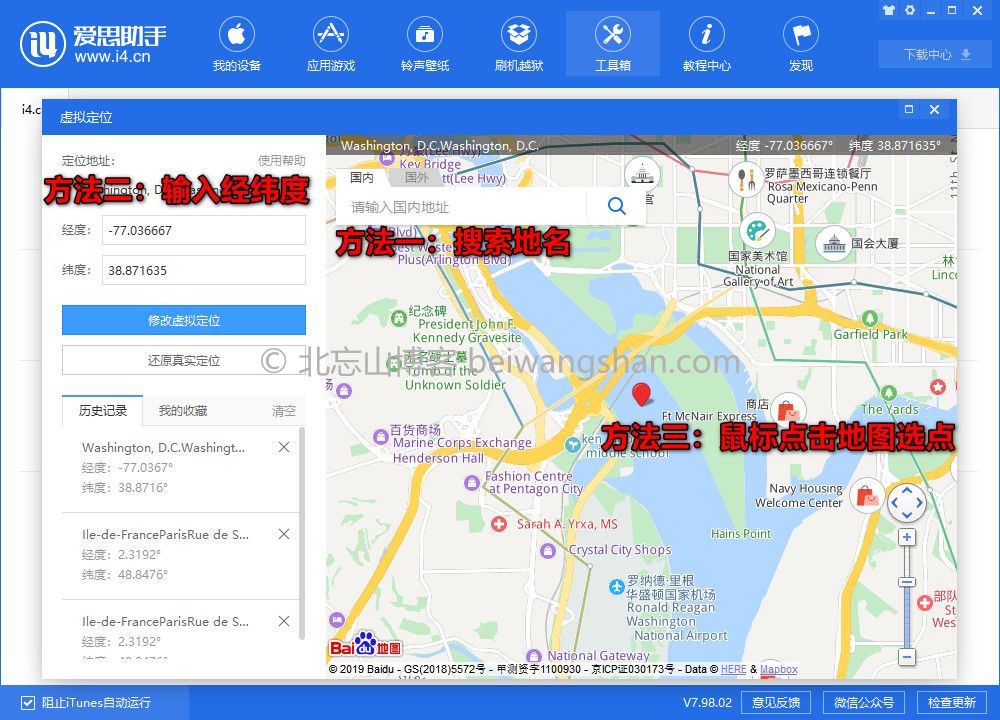 爱思助手
www.i4.cn
我的设备
应用游戏
铃声壁纸
刷机越狱
工具箱
教程中心
发现
下载中心
i4.c
虚拟定位
定位地址:
使用帮助
方法二：输入经纬度
经度:
-77.036667
纬度:
38.871635
修改虚拟定位
还原真实定位
历史记录
我的收藏
清空
Washington, D.C.Washingt...
经度: -77.0367°
纬度: 38.8716°
Ile-de-FranceParisRue de S...
经度: 2.3192°
纬度: 48.8476°
Ile-de-FranceParisRue de S...
经度: 2.3192°
Washington, D.C.Washington, D.C.
经度 -77.036667°
纬度 38.871635°
Key Bridge
tt(Lee Hwy)
国内
国外
请输入国内地址
方法一：搜索地名
Plus(Arlington Blvd)
罗萨墨西哥连锁餐厅
Rosa Mexicano-Penn
Quarter
国家美术馆
National
Gallery of Art
国会大厦
林
Linco
纪念碑
President John F.
Kennedy Gravesite
Garfield Park
Unknown Soldier
© 北忘山博客 beiwangshan.com
商店
Ft McNair Express
The Yards
方法三：鼠标点击地图选点
百货商场
Marine Corps Exchange
Henderson Hall
middle school
Fashion Centre
at Pentagon City
Navy Housing
Welcome Center
Sarah A. Yrxa, MS
Hains Point
Crystal City Shops
罗纳德·里根
华盛顿国家机场
Ronald Reagan
Washington
National Airport
部队
St
Wes
National Gateway
Bai du 地图
© 2019 Baidu - GS(2018)5572号 - 甲测资字1100930 - 京ICP证030173号 - Data © HERE & Mapbox
阻止iTunes自动运行
V7.98.02
意见反馈
微信公众号
检查更新